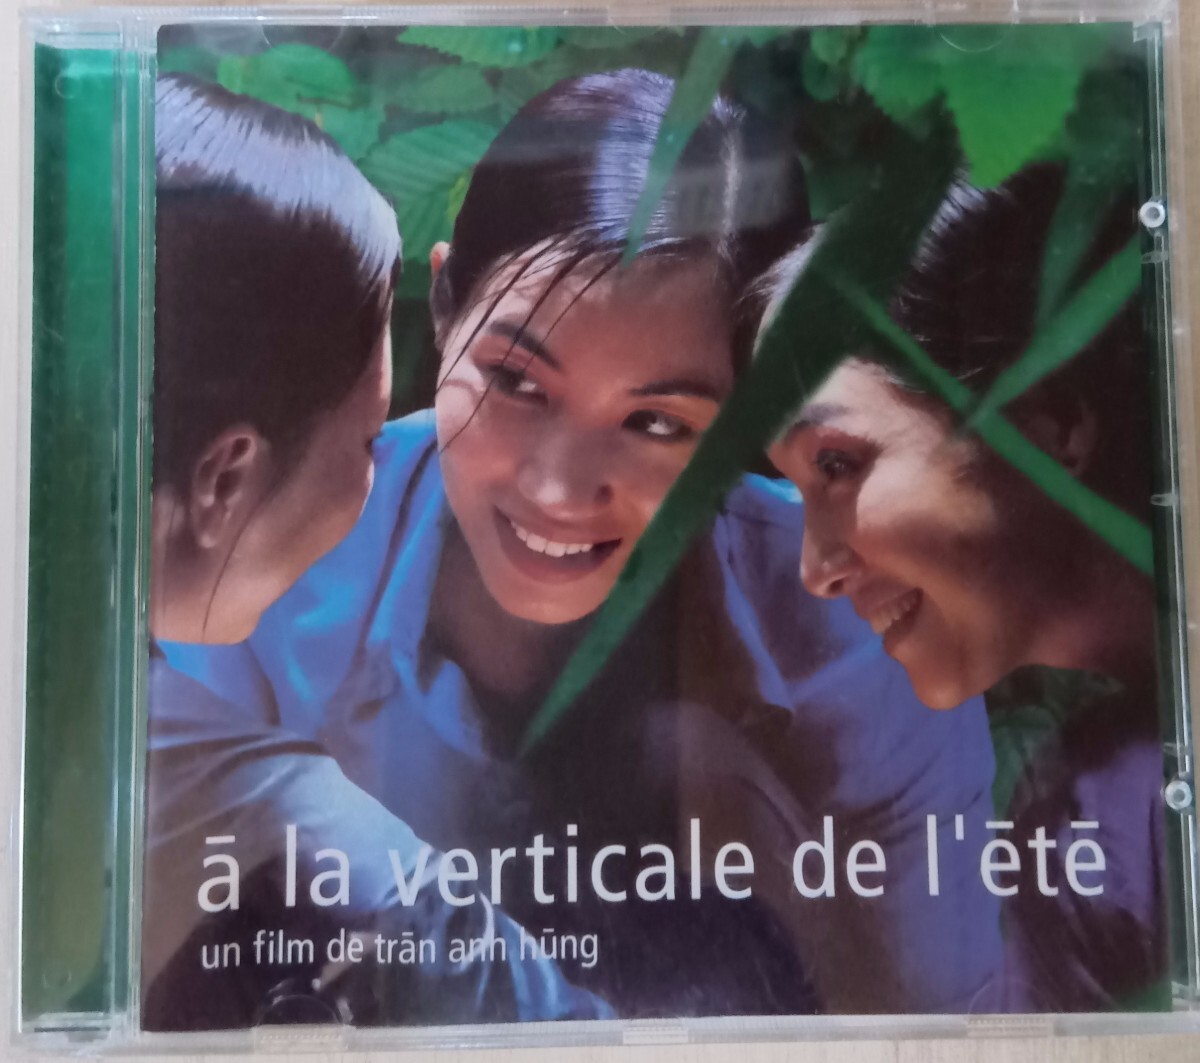 ā la verticale de l'ētē
un film de trān anh hūng